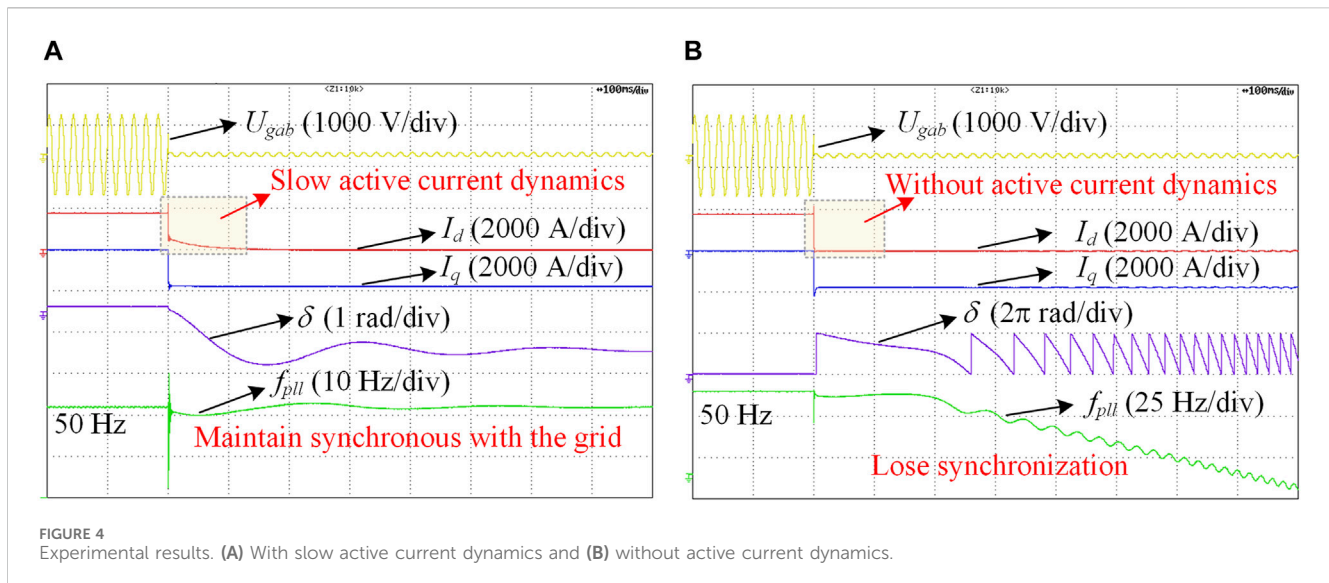 A
<Z1:10k>
↔100ms/div
U_gab (1000 V/div)
Slow active current dynamics
I_d (2000 A/div)
I_q (2000 A/div)
δ (1 rad/div)
f_pll (10 Hz/div)
50 Hz
Maintain synchronous with the grid
B
<Z1:10k>
↔100ms/div
U_gab (1000 V/div)
Without active current dynamics
I_d (2000 A/div)
I_q (2000 A/div)
δ (2π rad/div)
50 Hz
f_pll (25 Hz/div)
Lose synchronization
FIGURE 4
Experimental results. (A) With slow active current dynamics and (B) without active current dynamics.